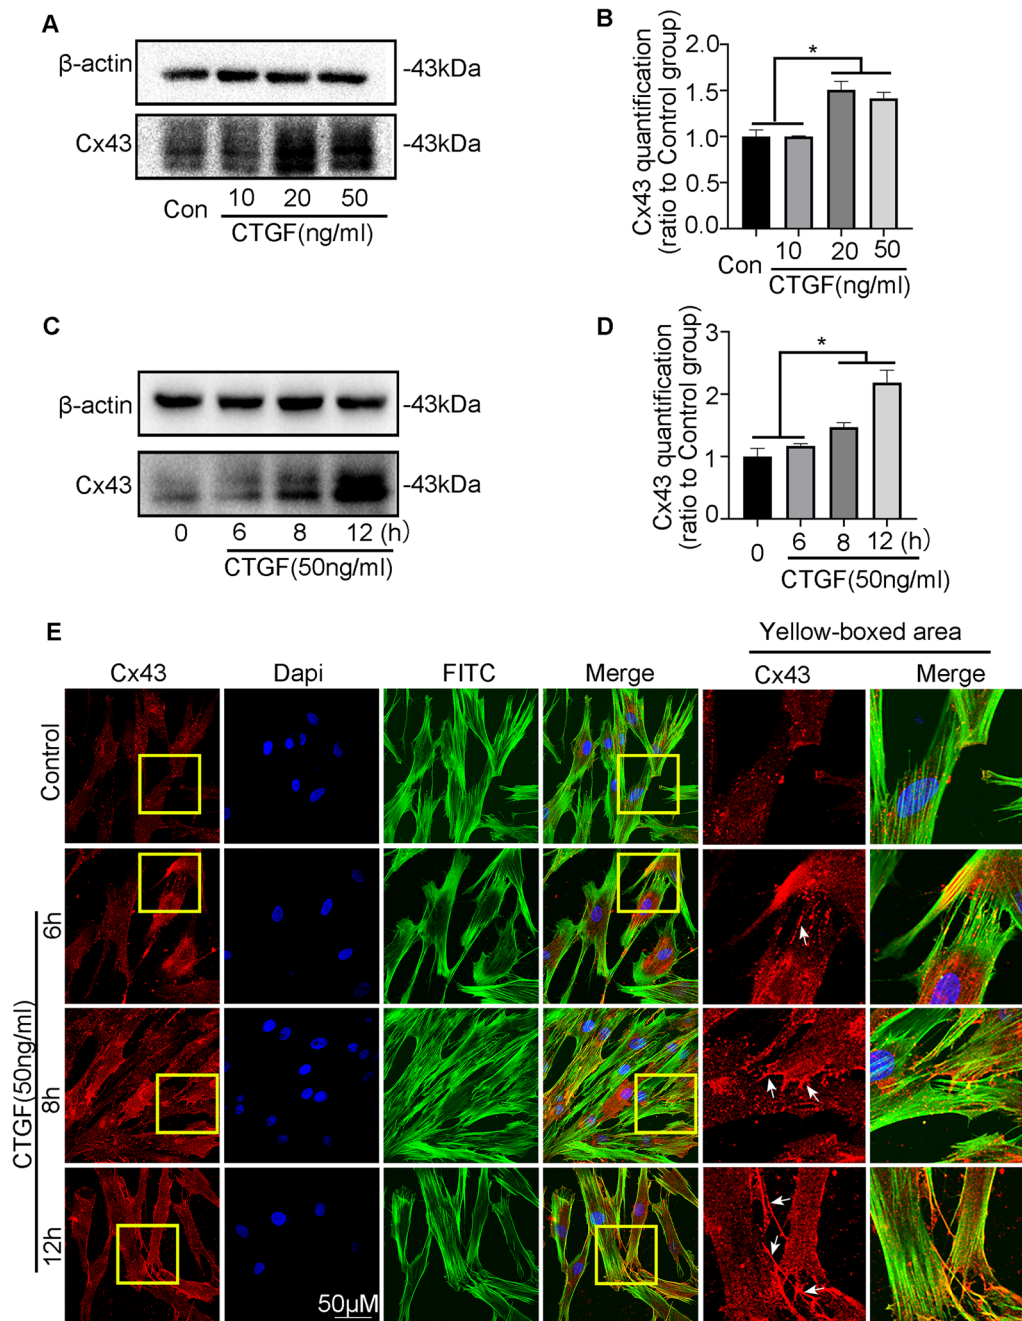 A
β-actin
-43kDa
Cx43
-43kDa
Con
10 20 50
CTGF(ng/ml)
B
Cx43 quantification
(ratio to Control group)
2.0
1.5
1.0
0.5
0.0
*
Con
10 20 50
CTGF(ng/ml)
C
β-actin
-43kDa
Cx43
-43kDa
0 6 8 12 (h)
CTGF(50ng/ml)
D
Cx43 quantification
(ratio to Control group)
3
2
1
0
*
0 6 8 12 (h)
CTGF(50ng/ml)
E
Yellow-boxed area
Cx43 Dapi FITC Merge Cx43 Merge
Control
CTGF(50ng/ml)
6h
8h
12h
50μM